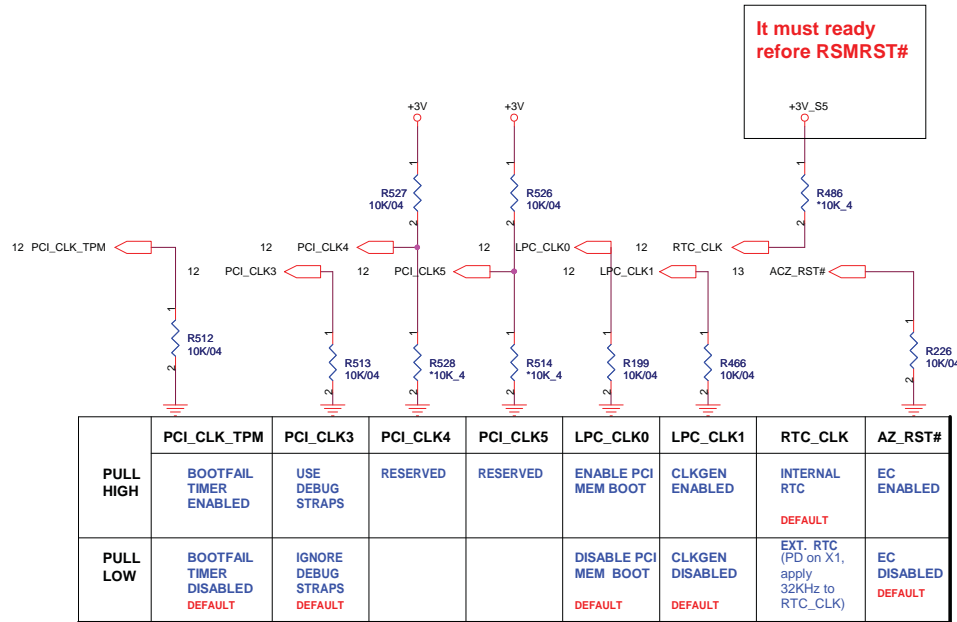 It must ready
refore RSMRST#
+3V
+3V
+3V_S5
1
1
1
R527
10K/04
R526
10K/04
R486
*10K_4
2
2
2
12 PCI_CLK_TPM
12 PCI_CLK4
12 LPC_CLK0
12 RTC_CLK
12 PCI_CLK3
12 PCI_CLK5
12 LPC_CLK1
13 ACZ_RST#
1
R512
10K/04
2
1
R513
10K/04
2
1
R528
*10K_4
2
1
R514
*10K_4
2
1
R199
10K/04
2
1
R466
10K/04
2
1
R226
10K/04
2
PCI_CLK_TPM PCI_CLK3 PCI_CLK4 PCI_CLK5 LPC_CLK0 LPC_CLK1 RTC_CLK AZ_RST#
PULL
HIGH
BOOTFAIL
TIMER
ENABLED
USE
DEBUG
STRAPS
RESERVED
RESERVED
ENABLE PCI
MEM BOOT
CLKGEN
ENABLED
INTERNAL
RTC
DEFAULT
EC
ENABLED
PULL
LOW
BOOTFAIL
TIMER
DISABLED
DEFAULT
IGNORE
DEBUG
STRAPS
DEFAULT
DISABLE PCI
MEM BOOT
DEFAULT
CLKGEN
DISABLED
DEFAULT
EXT. RTC
(PD on X1,
apply
32KHz to
RTC_CLK)
EC
DISABLED
DEFAULT